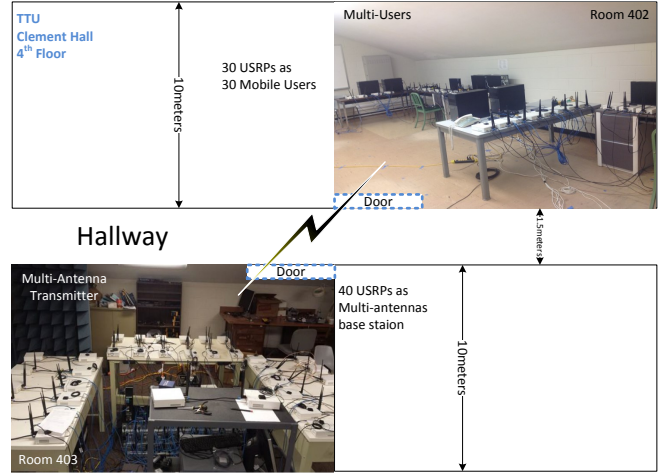 TTU
Clement Hall
4th Floor
10meters
30 USRPs as
30 Mobile Users
Multi-Users
Room 402
Door
Hallway
1.5meters
Door
Multi-Antenna
Transmitter
40 USRPs as
Multi-antennas
base staion
10meters
Room 403